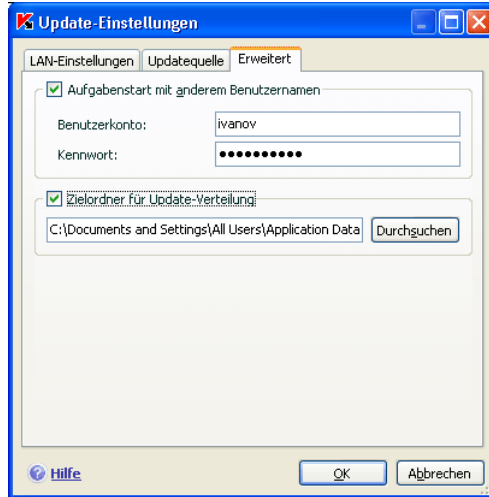 Update-Einstellungen
LAN-Einstellungen Updatequelle Erweitert
Aufgabenstart mit anderem Benutzernamen
Benutzerkonto: ivanov
Kennwort: ●●●●●●●●●●
Zielordner für Update-Verteilung
C:\Documents and Settings\All Users\Application Data Durchsuchen
Hilfe OK Abbrechen